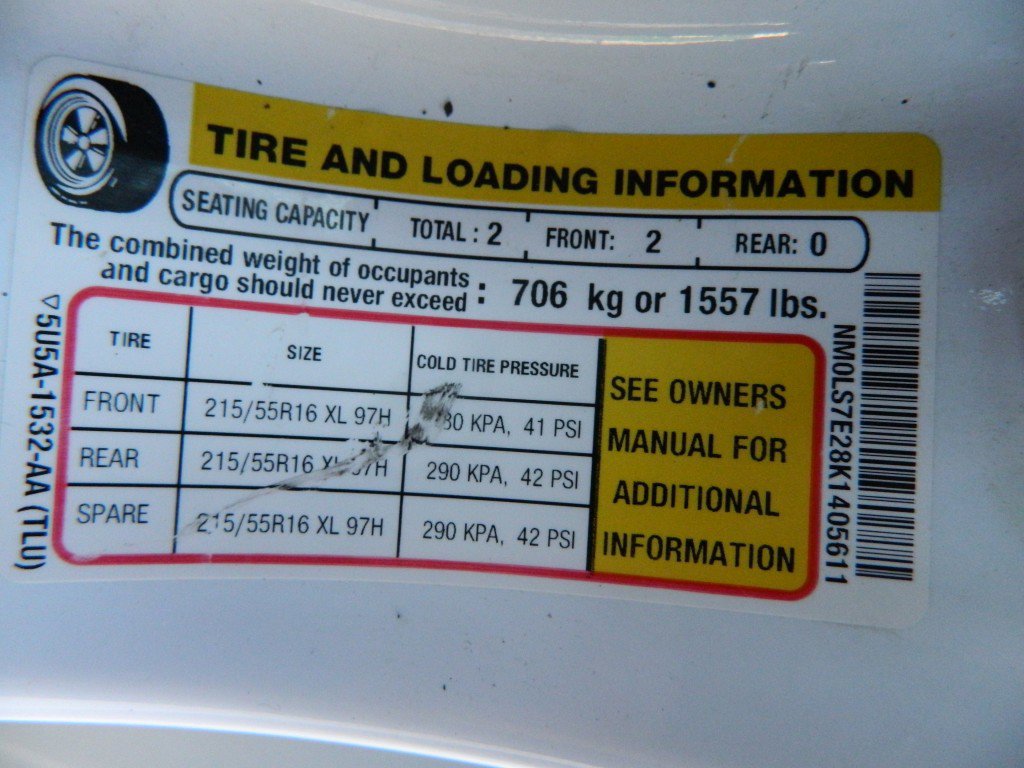 TIRE AND LOADING INFORMATION
SEATING CAPACITY TOTAL : 2 FRONT: 2 REAR: 0
The combined weight of occupants
and cargo should never exceed : 706 kg or 1557 lbs.
TIRE SIZE COLD TIRE PRESSURE
FRONT 215/55R16 XL 97H KPA, 41 PSI
REAR 215/55R16 290 KPA, 42 PSI
SPARE 215/55R16 XL 97H 290 KPA, 42 PSI
SEE OWNERS
MANUAL FOR
ADDITIONAL
INFORMATION
▽5U5A-1532-AA (TLU)
NM0LS7E28K1405611